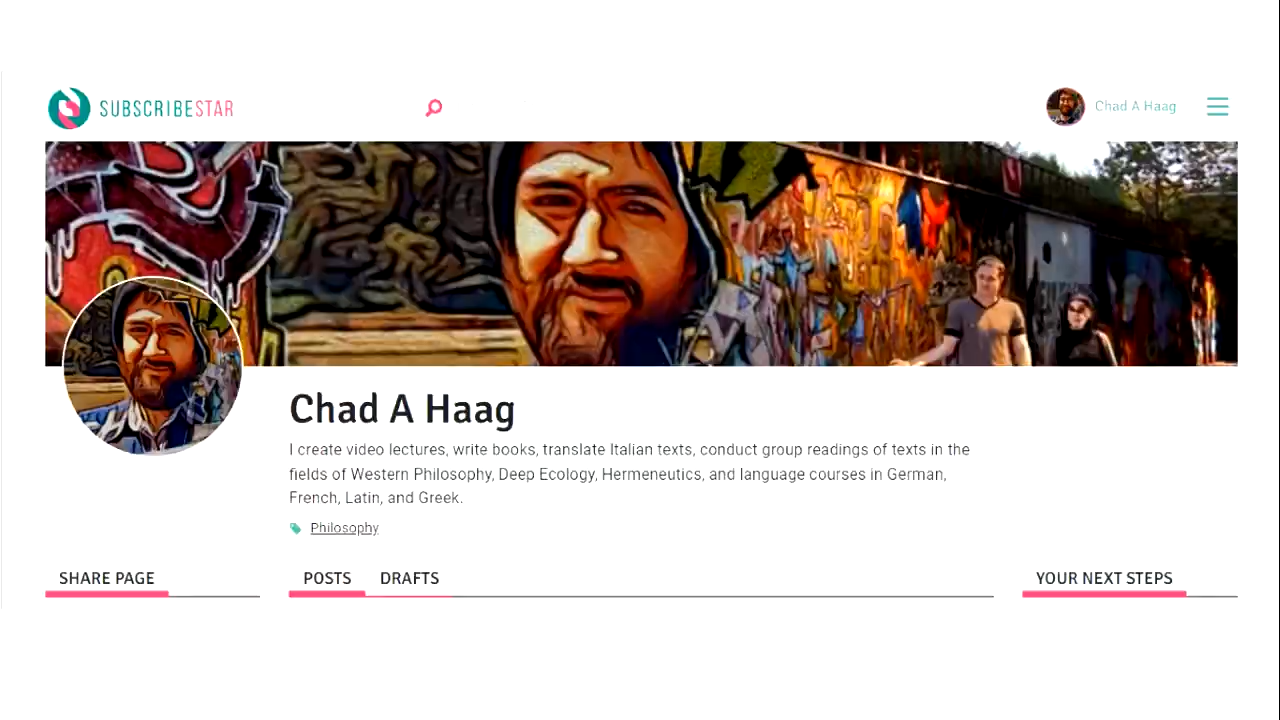 SUBSCRIBESTAR
Chad A Haag
Chad A Haag
I create video lectures, write books, translate Italian texts, conduct group readings of texts in the
fields of Western Philosophy, Deep Ecology, Hermeneutics, and language courses in German,
French, Latin, and Greek.
Philosophy
SHARE PAGE
POSTS DRAFTS
YOUR NEXT STEPS